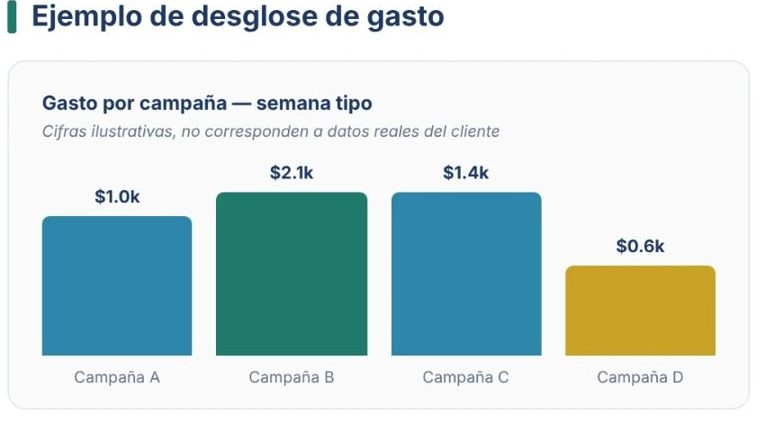 Ejemplo de desglose de gasto
Gasto por campaña — semana tipo
Cifras ilustrativas, no corresponden a datos reales del cliente
$1.0k
$2.1k
$1.4k
$0.6k
Campaña A
Campaña B
Campaña C
Campaña D